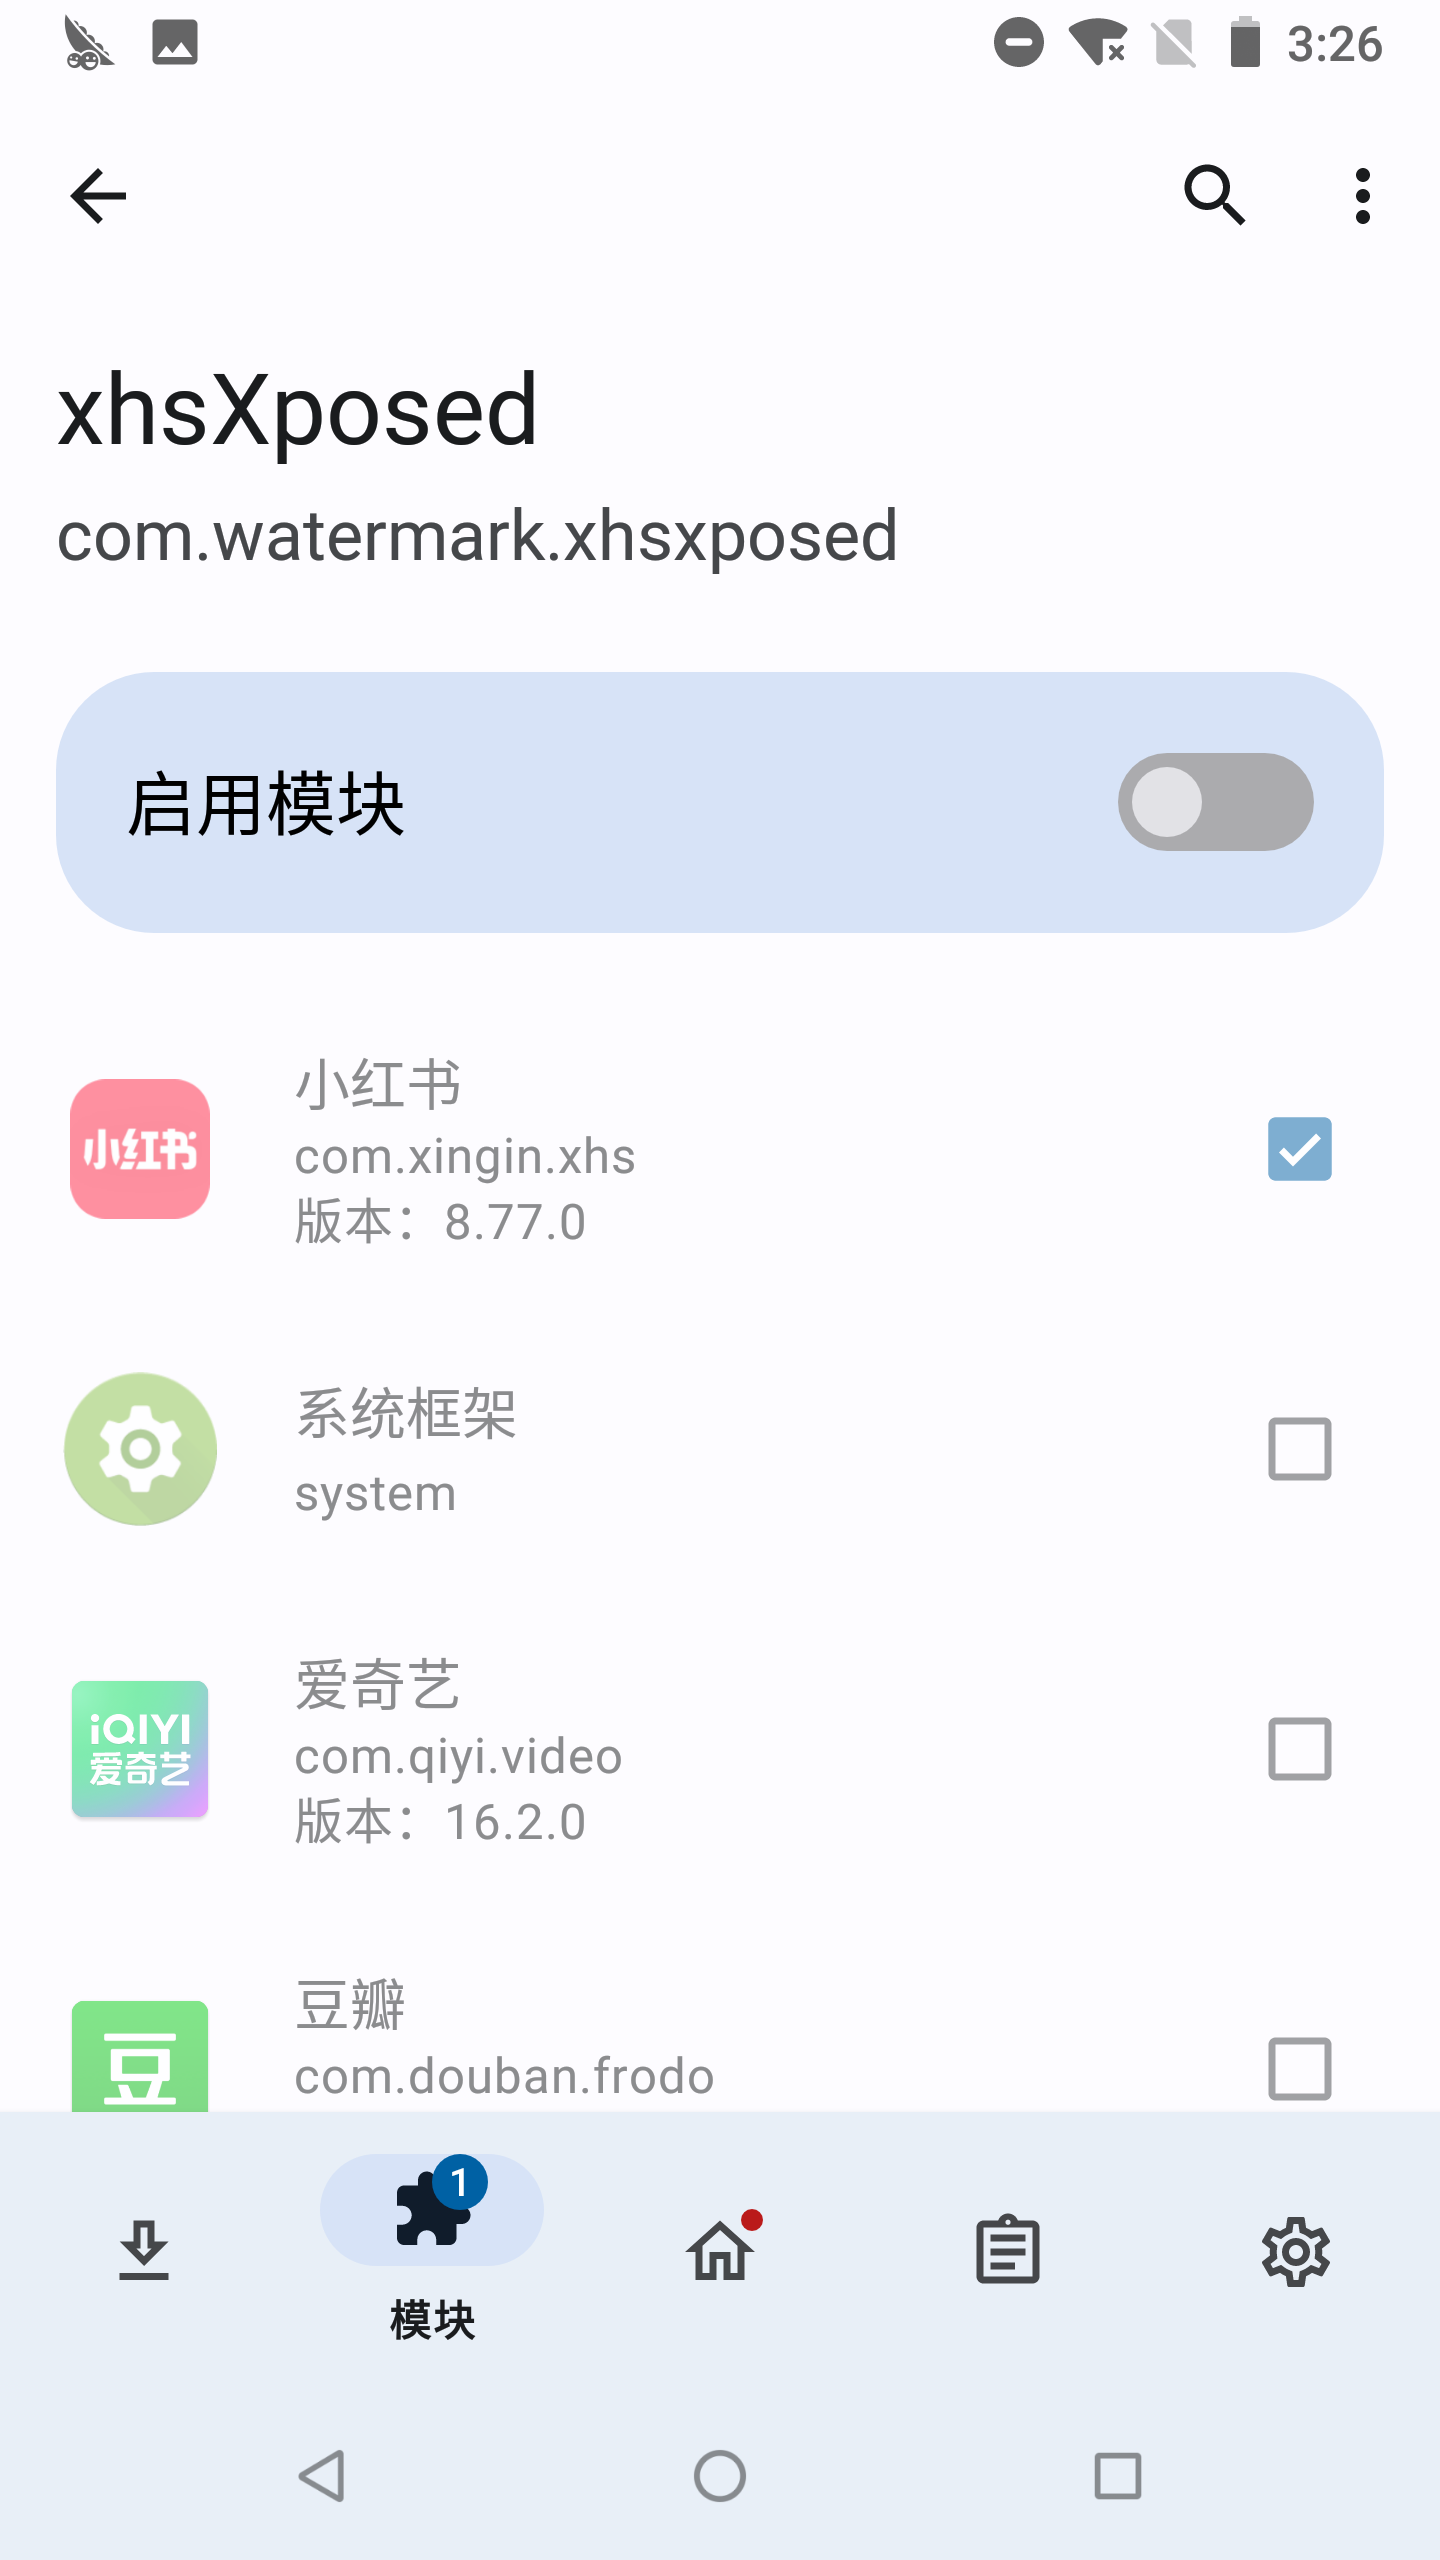 3:26
xhsXposed
com.watermark.xhsxposed
启用模块
小红书
小红书
com.xingin.xhs
版本：8.77.0
系统框架
system
iQIYI
爱奇艺
爱奇艺
com.qiyi.video
版本：16.2.0
豆
豆瓣
com.douban.frodo
1
模块